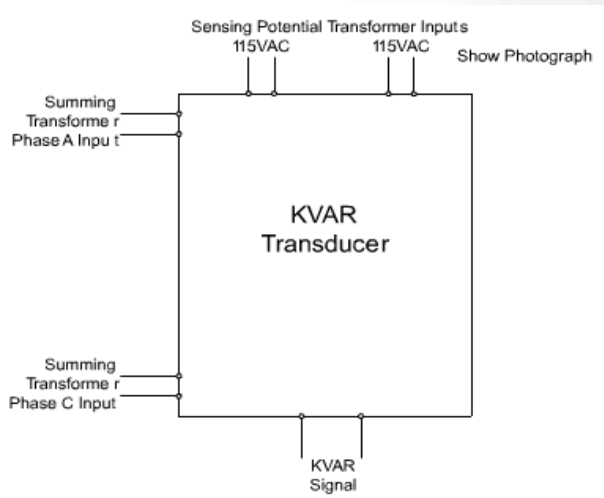 Sensing Potential Transformer Inputs
115VAC 115VAC
Show Photograph
Summing
Transforme r
Phase A Inpu t
KVAR
Transducer
Summing
Transforme r
Phase C Input
KVAR
Signal